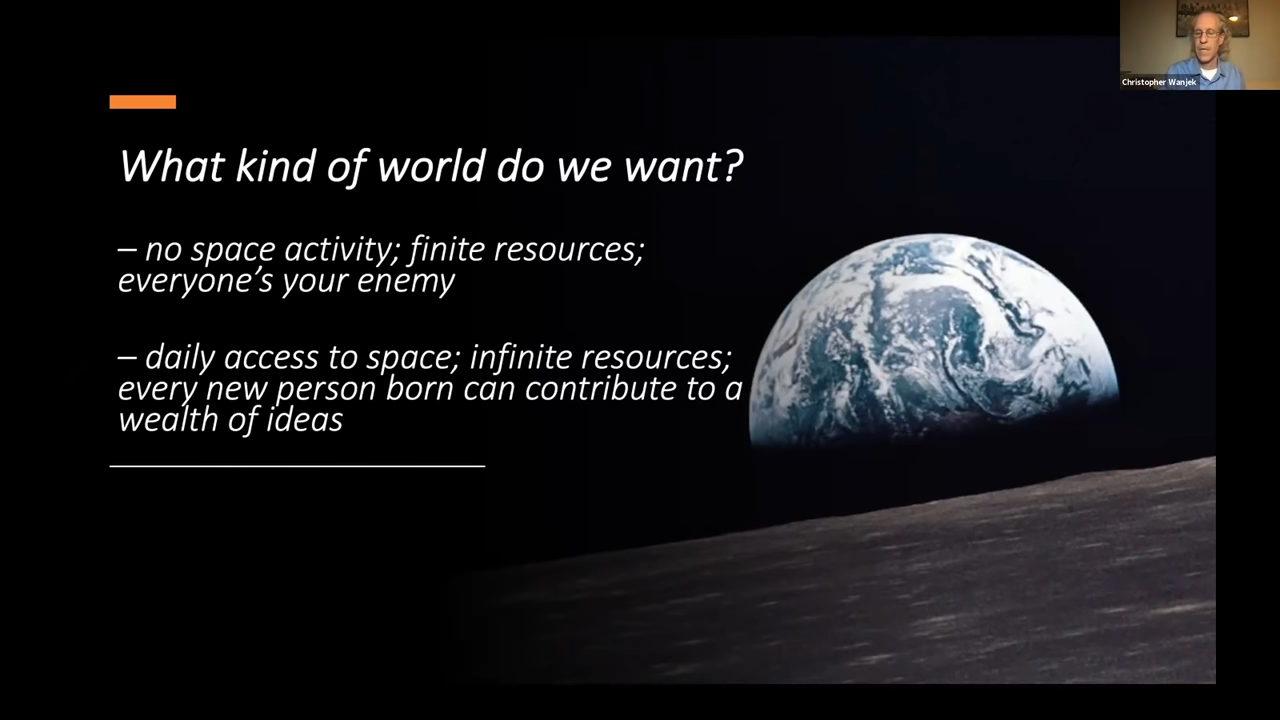 What kind of world do we want?
– no space activity; finite resources;
everyone’s your enemy
– daily access to space; infinite resources;
every new person born can contribute to a
wealth of ideas
Christopher Wanjek